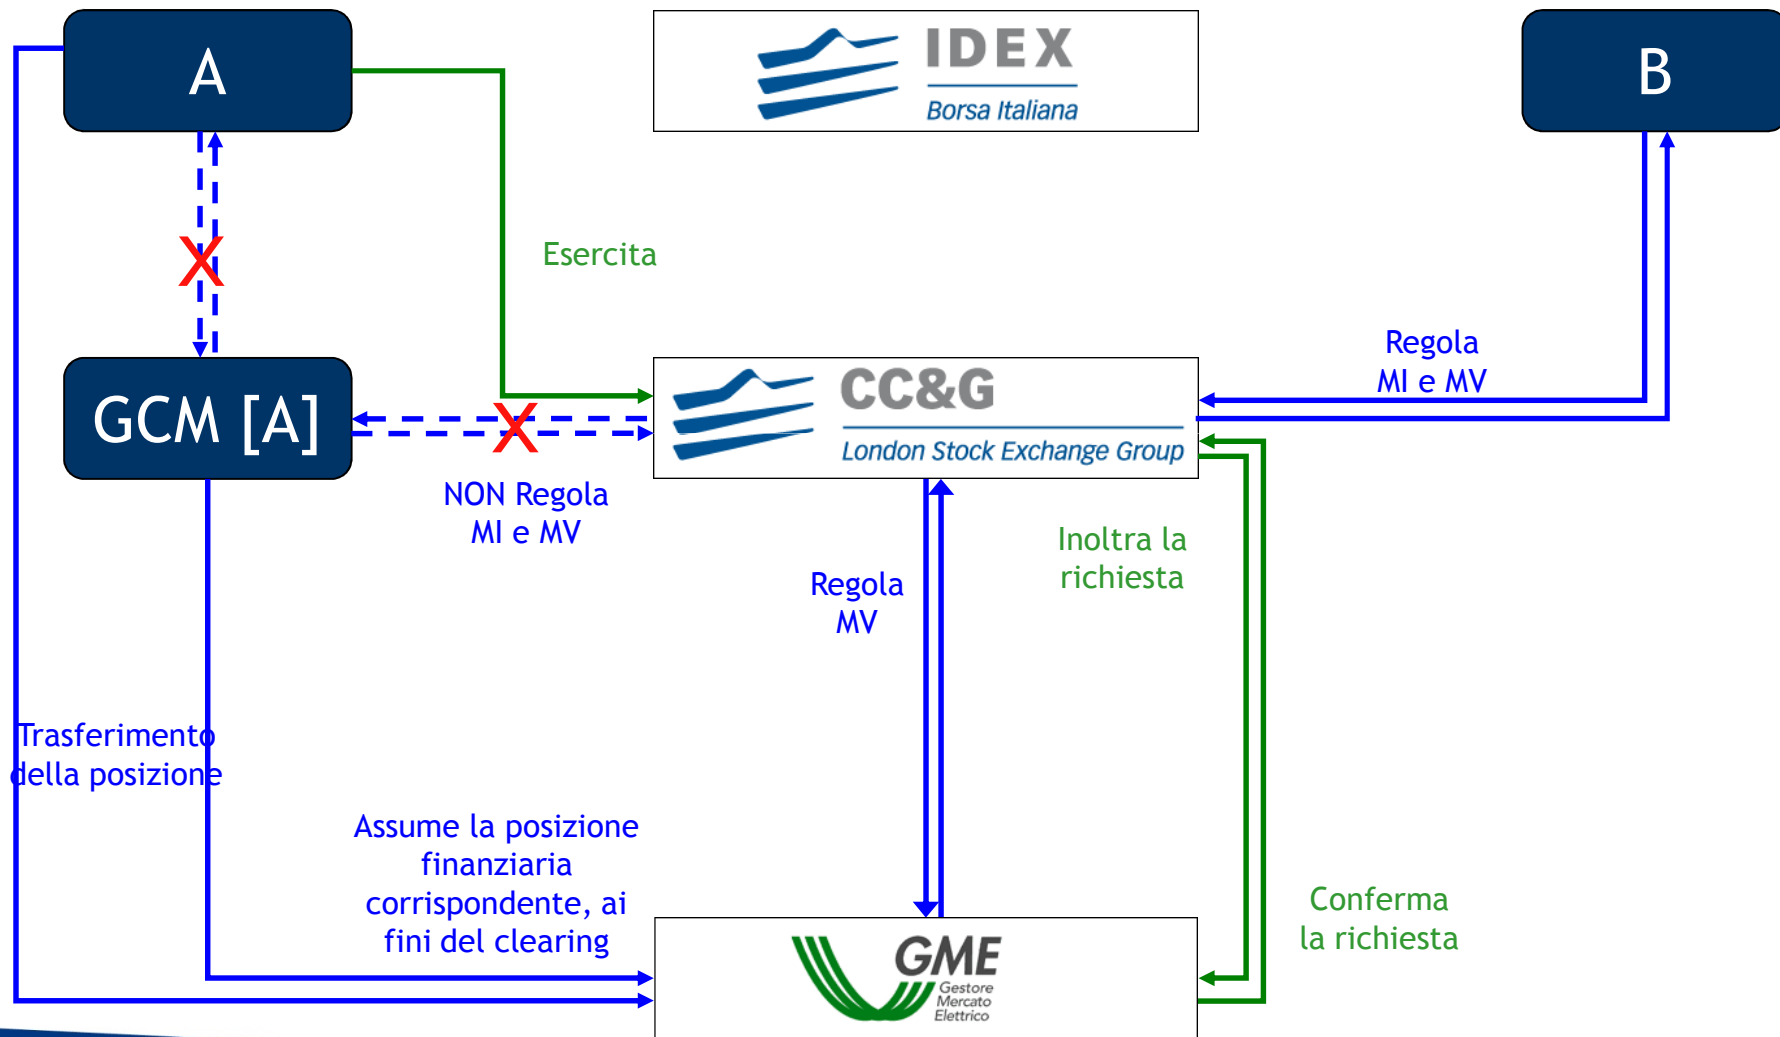 A
IDEX
Borsa Italiana
B
X
Esercita
Regola
MI e MV
GCM [A]
X
CC&G
London Stock Exchange Group
NON Regola
MI e MV
Inoltra la
richiesta
Regola
MV
Trasferimento
della posizione
Assume la posizione
finanziaria
corrispondente, ai
fini del clearing
Conferma
la richiesta
GME
Gestore
Mercato
Elettrico